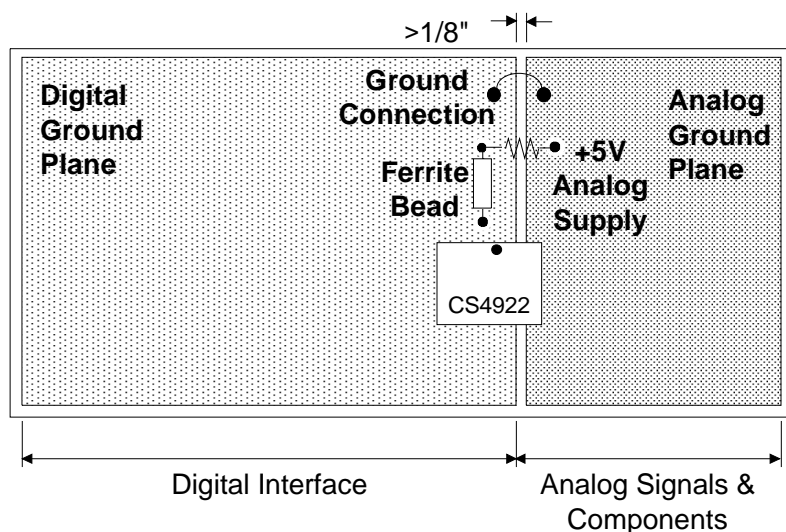 >1/8"
Digital
Ground
Plane
Ground
Connection
Analog
Ground
Plane
Ferrite
Bead
+5V
Analog
Supply
CS4922
Digital Interface
Analog Signals &
Components